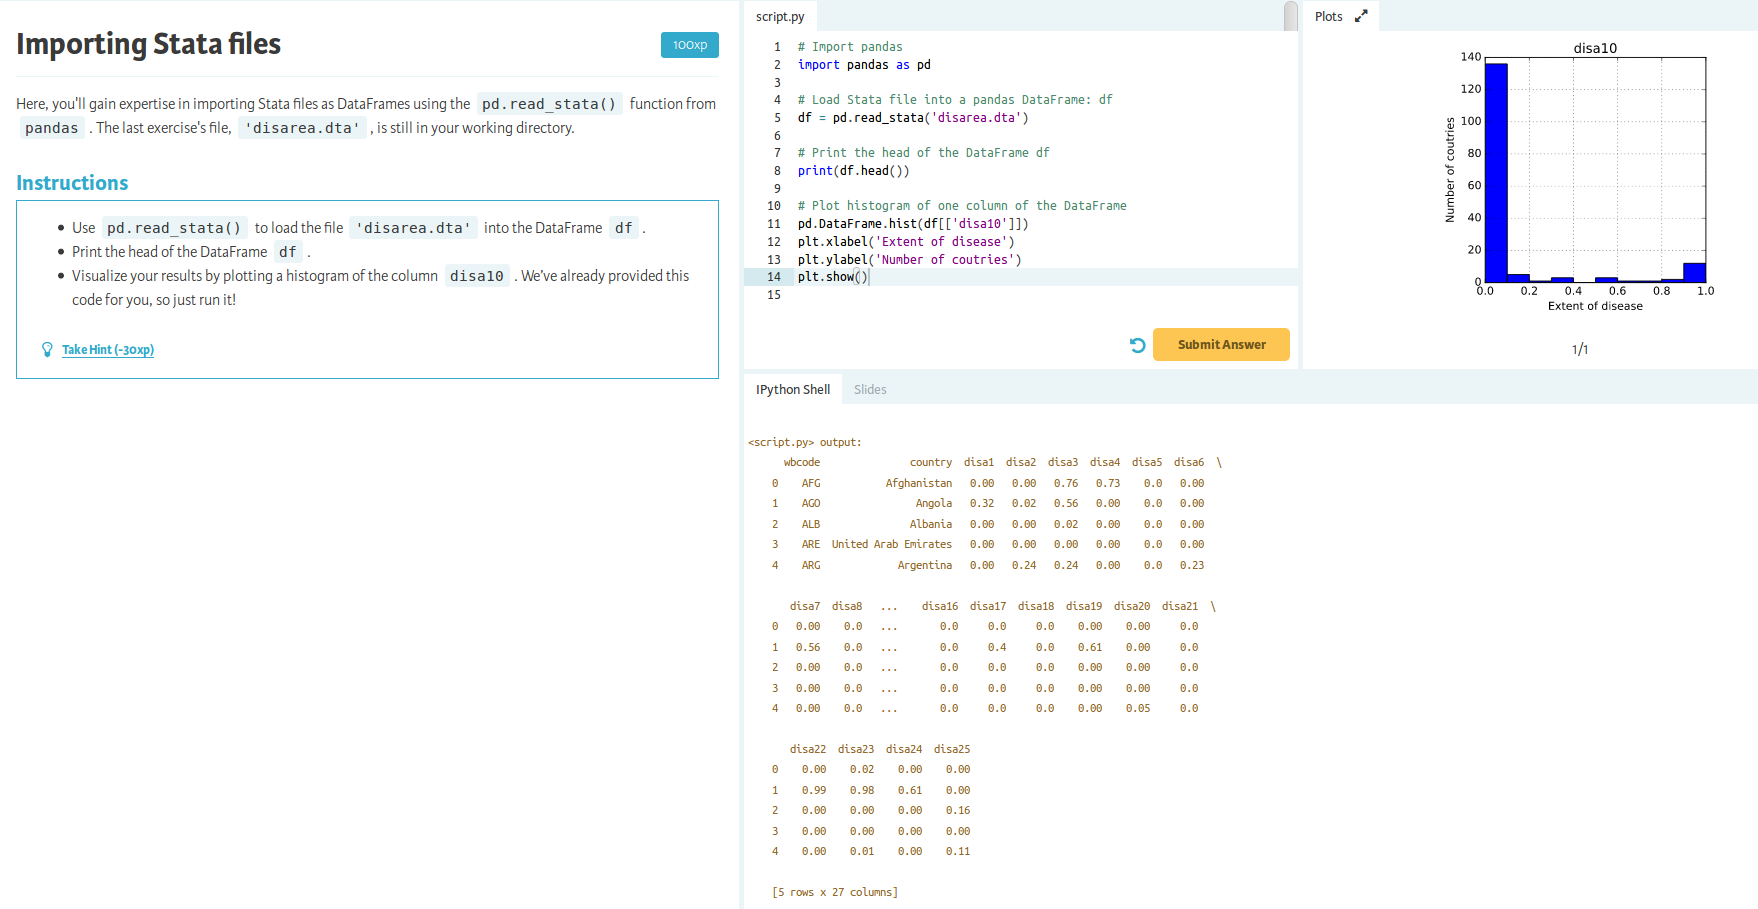 Importing Stata files
100xp
Here, you'll gain expertise in importing Stata files as DataFrames using the pd.read_stata() function from
pandas . The last exercise's file, 'disarea.dta' , is still in your working directory.
Instructions
• Use pd.read_stata() to load the file 'disarea.dta' into the DataFrame df .
• Print the head of the DataFrame df .
• Visualize your results by plotting a histogram of the column disa10 . We've already provided this
code for you, so just run it!
Take Hint (-30xp)
script.py
1 # Import pandas
2 import pandas as pd
3
4 # Load Stata file into a pandas DataFrame: df
5 df = pd.read_stata('disarea.dta')
6
7 # Print the head of the DataFrame df
8 print(df.head())
9
10 # Plot histogram of one column of the DataFrame
11 pd.DataFrame.hist(df[['disa10']])
12 plt.xlabel('Extent of disease')
13 plt.ylabel('Number of coutries')
14 plt.show()
15
Submit Answer
Plots
disa10
Number of coutries
140
120
100
80
60
40
20
0
0.0 0.2 0.4 0.6 0.8 1.0
Extent of disease
1/1
IPython Shell Slides
<script.py> output:
wbcode country disa1 disa2 disa3 disa4 disa5 disa6 \
0 AFG Afghanistan 0.00 0.00 0.76 0.73 0.0 0.00
1 AGO Angola 0.32 0.02 0.56 0.00 0.0 0.00
2 ALB Albania 0.00 0.00 0.02 0.00 0.0 0.00
3 ARE United Arab Emirates 0.00 0.00 0.00 0.00 0.0 0.00
4 ARG Argentina 0.00 0.24 0.24 0.00 0.0 0.23
disa7 disa8 ... disa16 disa17 disa18 disa19 disa20 disa21 \
0 0.00 0.0 ... 0.0 0.0 0.0 0.00 0.00 0.0
1 0.56 0.0 ... 0.0 0.4 0.0 0.61 0.00 0.0
2 0.00 0.0 ... 0.0 0.0 0.0 0.00 0.00 0.0
3 0.00 0.0 ... 0.0 0.0 0.0 0.00 0.00 0.0
4 0.00 0.0 ... 0.0 0.0 0.0 0.00 0.05 0.0
disa22 disa23 disa24 disa25
0 0.00 0.02 0.00 0.00
1 0.99 0.98 0.61 0.00
2 0.00 0.00 0.00 0.16
3 0.00 0.00 0.00 0.00
4 0.00 0.01 0.00 0.11
[5 rows x 27 columns]